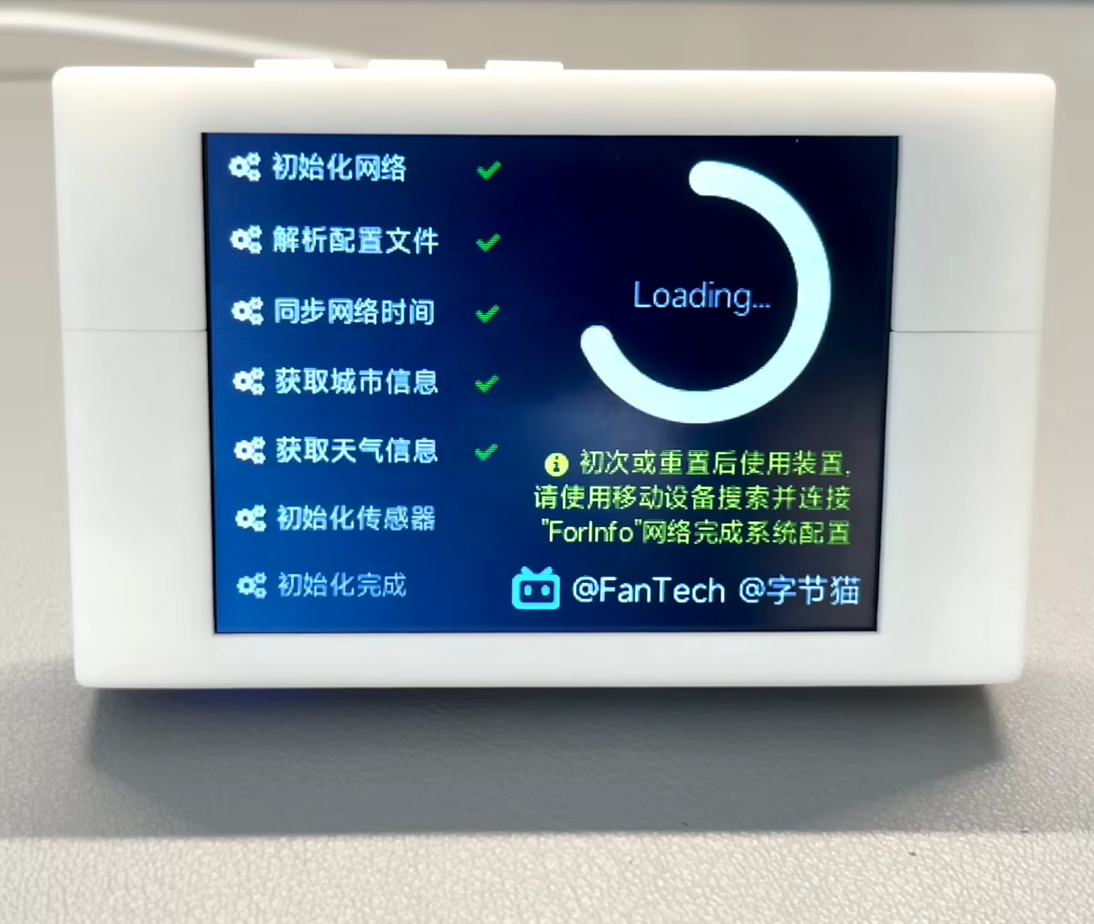 初始化网络
解析配置文件
同步网络时间
获取城市信息
获取天气信息
初始化传感器
初始化完成
Loading...
初次或重置后使用装置,
请使用移动设备搜索并连接
"ForInfo"网络完成系统配置
@FanTech @字节猫